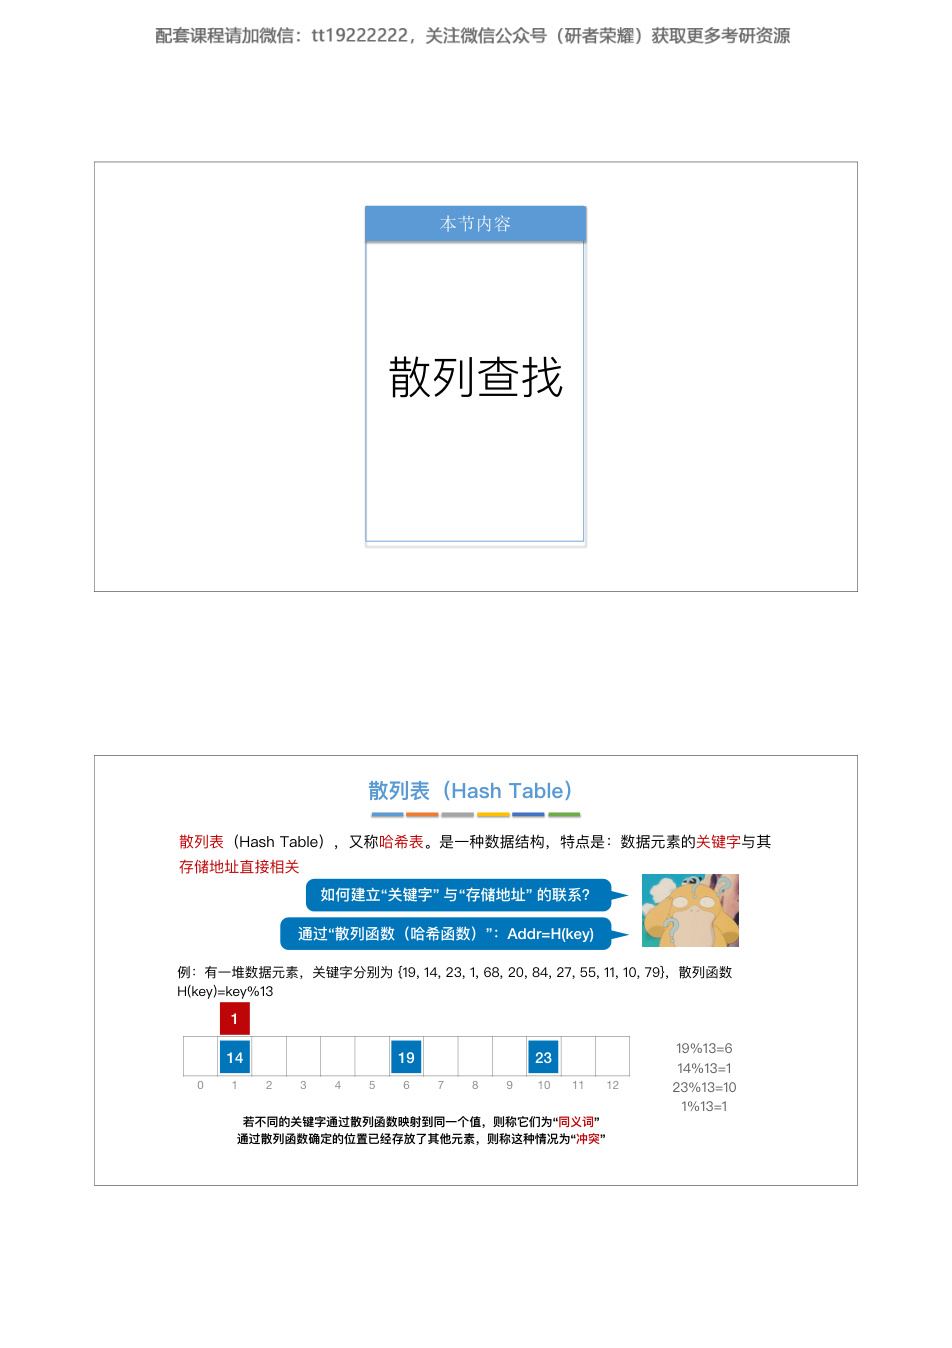 配套课程请加微信：tt19222222，关注微信公众号（研者荣耀）获取更多考研资源
本节内容
散列查找
散列表（Hash Table）
散列表（Hash Table），又称哈希表。是一种数据结构，特点是：数据元素的关键字与其
存储地址直接相关
如何建立“关键字” 与“存储地址” 的联系？
通过“散列函数（哈希函数）”：Addr=H(key)
例：有一堆数据元素，关键字分别为 {19, 14, 23, 1, 68, 20, 84, 27, 55, 11, 10, 79}，散列函数
H(key)=key%13
1
14 19 23
0 1 2 3 4 5 6 7 8 9 10 11 12
19%13=6
14%13=1
23%13=10
1%13=1
若不同的关键字通过散列函数映射到同一个值，则称它们为“同义词”
通过散列函数确定的位置已经存放了其他元素，则称这种情况为“冲突”